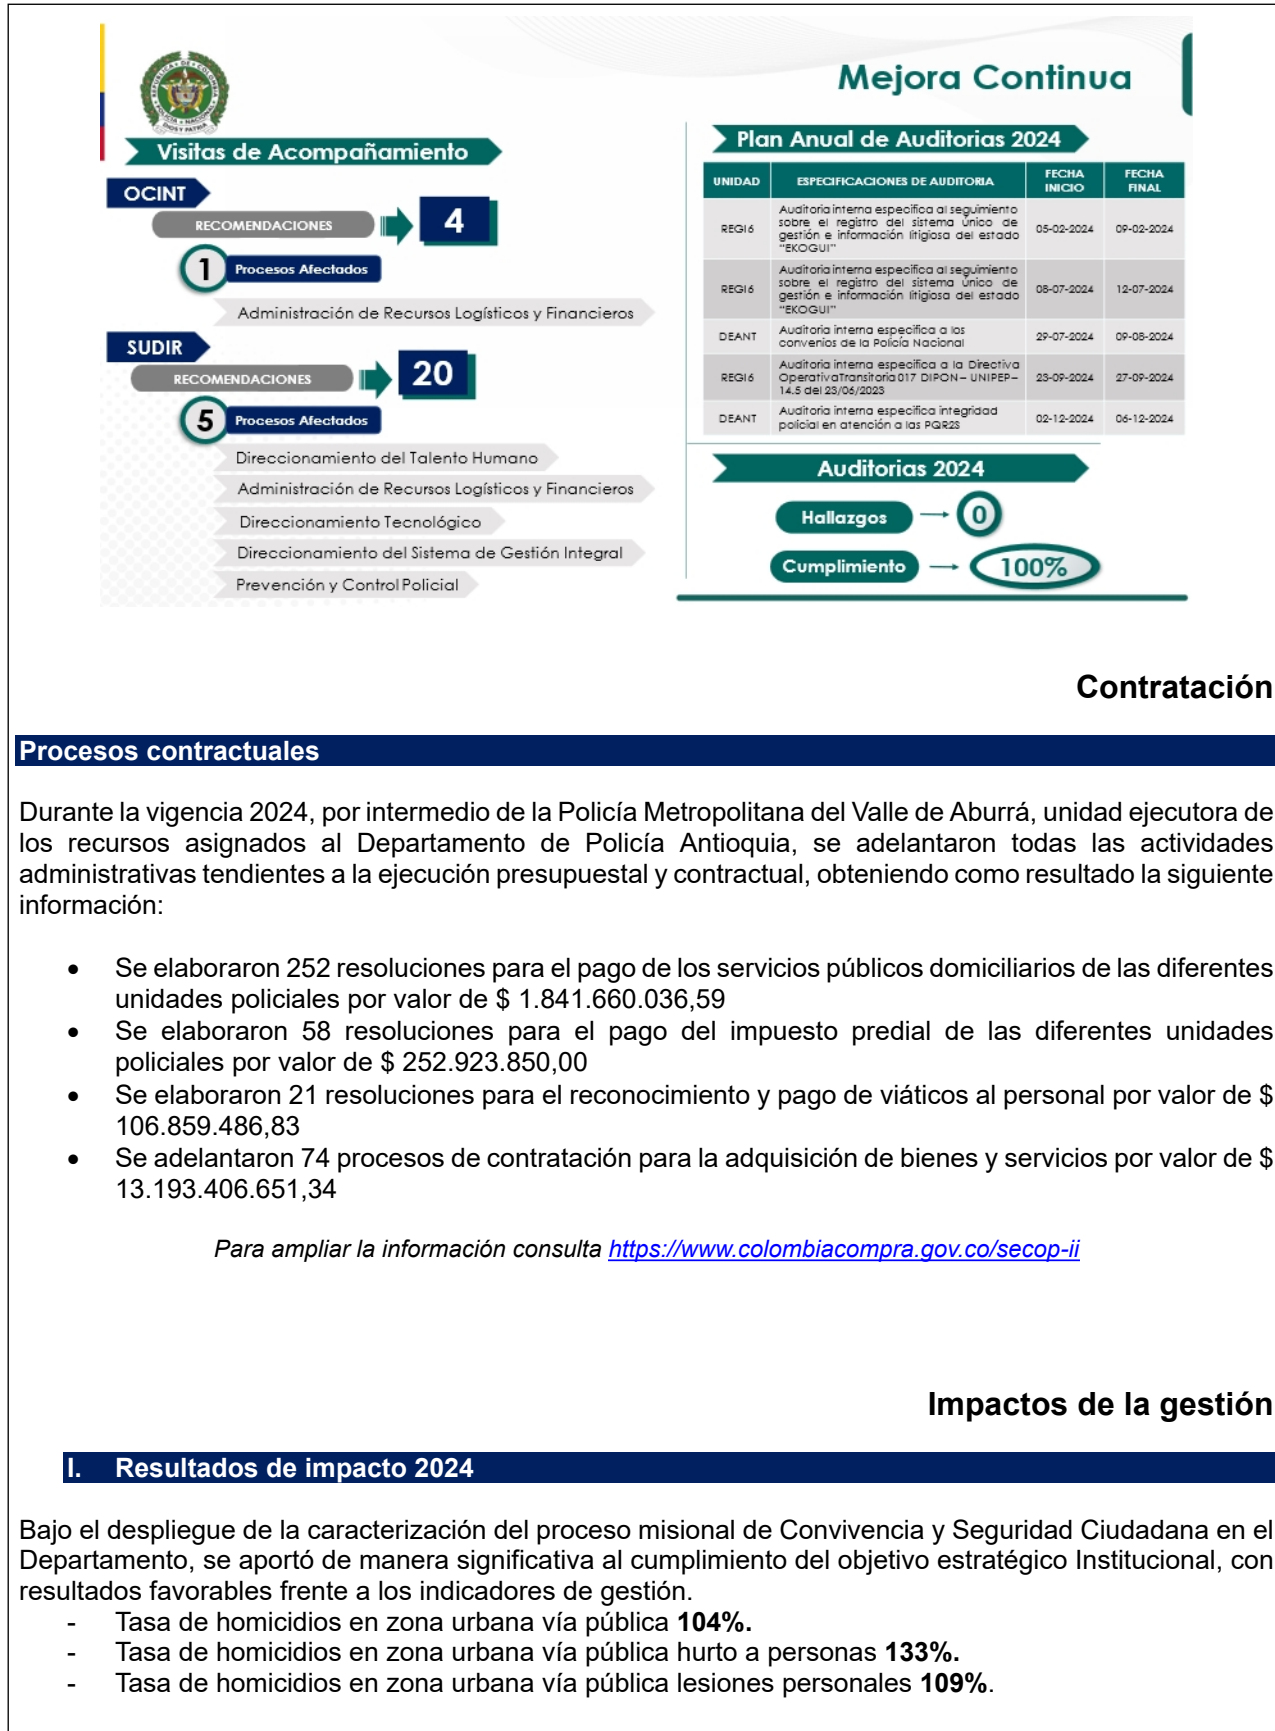 REPUBLICA DE COLOMBIA
POLICIA NACIONAL
DIOS Y PATRIA
Mejora Continua
Visitas de Acompañamiento
OCINT
RECOMENDACIONES
4
1
Procesos Afectados
Administración de Recursos Logísticos y Financieros
SUDIR
RECOMENDACIONES
20
5
Procesos Afectados
Direccionamiento del Talento Humano
Administración de Recursos Logísticos y Financieros
Direccionamiento Tecnológico
Direccionamiento del Sistema de Gestión Integral
Prevención y Control Policial
Plan Anual de Auditorias 2024
UNIDAD ESPECIFICACIONES DE AUDITORIA FECHA INICIO FECHA FINAL
REGI6 Auditoria interna especifica al seguimiento sobre el registro del sistema único de gestión e información litigiosa del estado "EKOGUI" 05-02-2024 09-02-2024
REGI6 Auditoria interna especifica al seguimiento sobre el registro del sistema único de gestión e información litigiosa del estado "EKOGUI" 08-07-2024 12-07-2024
DEANT Auditoria interna especifica a los convenios de la Policía Nacional 29-07-2024 09-08-2024
REGI6 Auditoria interna especifica a la Directiva OperativaTransitoria 017 DIPON – UNIPEP– 14.5 del 23/06/2023 23-09-2024 27-09-2024
DEANT Auditoria interna especifica integridad policial en atención a las PQR2S 02-12-2024 06-12-2024
Auditorias 2024
Hallazgos 0
Cumplimiento 100%
Contratación
Procesos contractuales
Durante la vigencia 2024, por intermedio de la Policía Metropolitana del Valle de Aburrá, unidad ejecutora de
los recursos asignados al Departamento de Policía Antioquia, se adelantaron todas las actividades
administrativas tendientes a la ejecución presupuestal y contractual, obteniendo como resultado la siguiente
información:
• Se elaboraron 252 resoluciones para el pago de los servicios públicos domiciliarios de las diferentes
unidades policiales por valor de $ 1.841.660.036,59
• Se elaboraron 58 resoluciones para el pago del impuesto predial de las diferentes unidades
policiales por valor de $ 252.923.850,00
• Se elaboraron 21 resoluciones para el reconocimiento y pago de viáticos al personal por valor de $
106.859.486,83
• Se adelantaron 74 procesos de contratación para la adquisición de bienes y servicios por valor de $
13.193.406.651,34
Para ampliar la información consulta https://www.colombiacompra.gov.co/secop-ii
Impactos de la gestión
I. Resultados de impacto 2024
Bajo el despliegue de la caracterización del proceso misional de Convivencia y Seguridad Ciudadana en el
Departamento, se aportó de manera significativa al cumplimiento del objetivo estratégico Institucional, con
resultados favorables frente a los indicadores de gestión.
- Tasa de homicidios en zona urbana vía pública 104%.
- Tasa de homicidios en zona urbana vía pública hurto a personas 133%.
- Tasa de homicidios en zona urbana vía pública lesiones personales 109%.